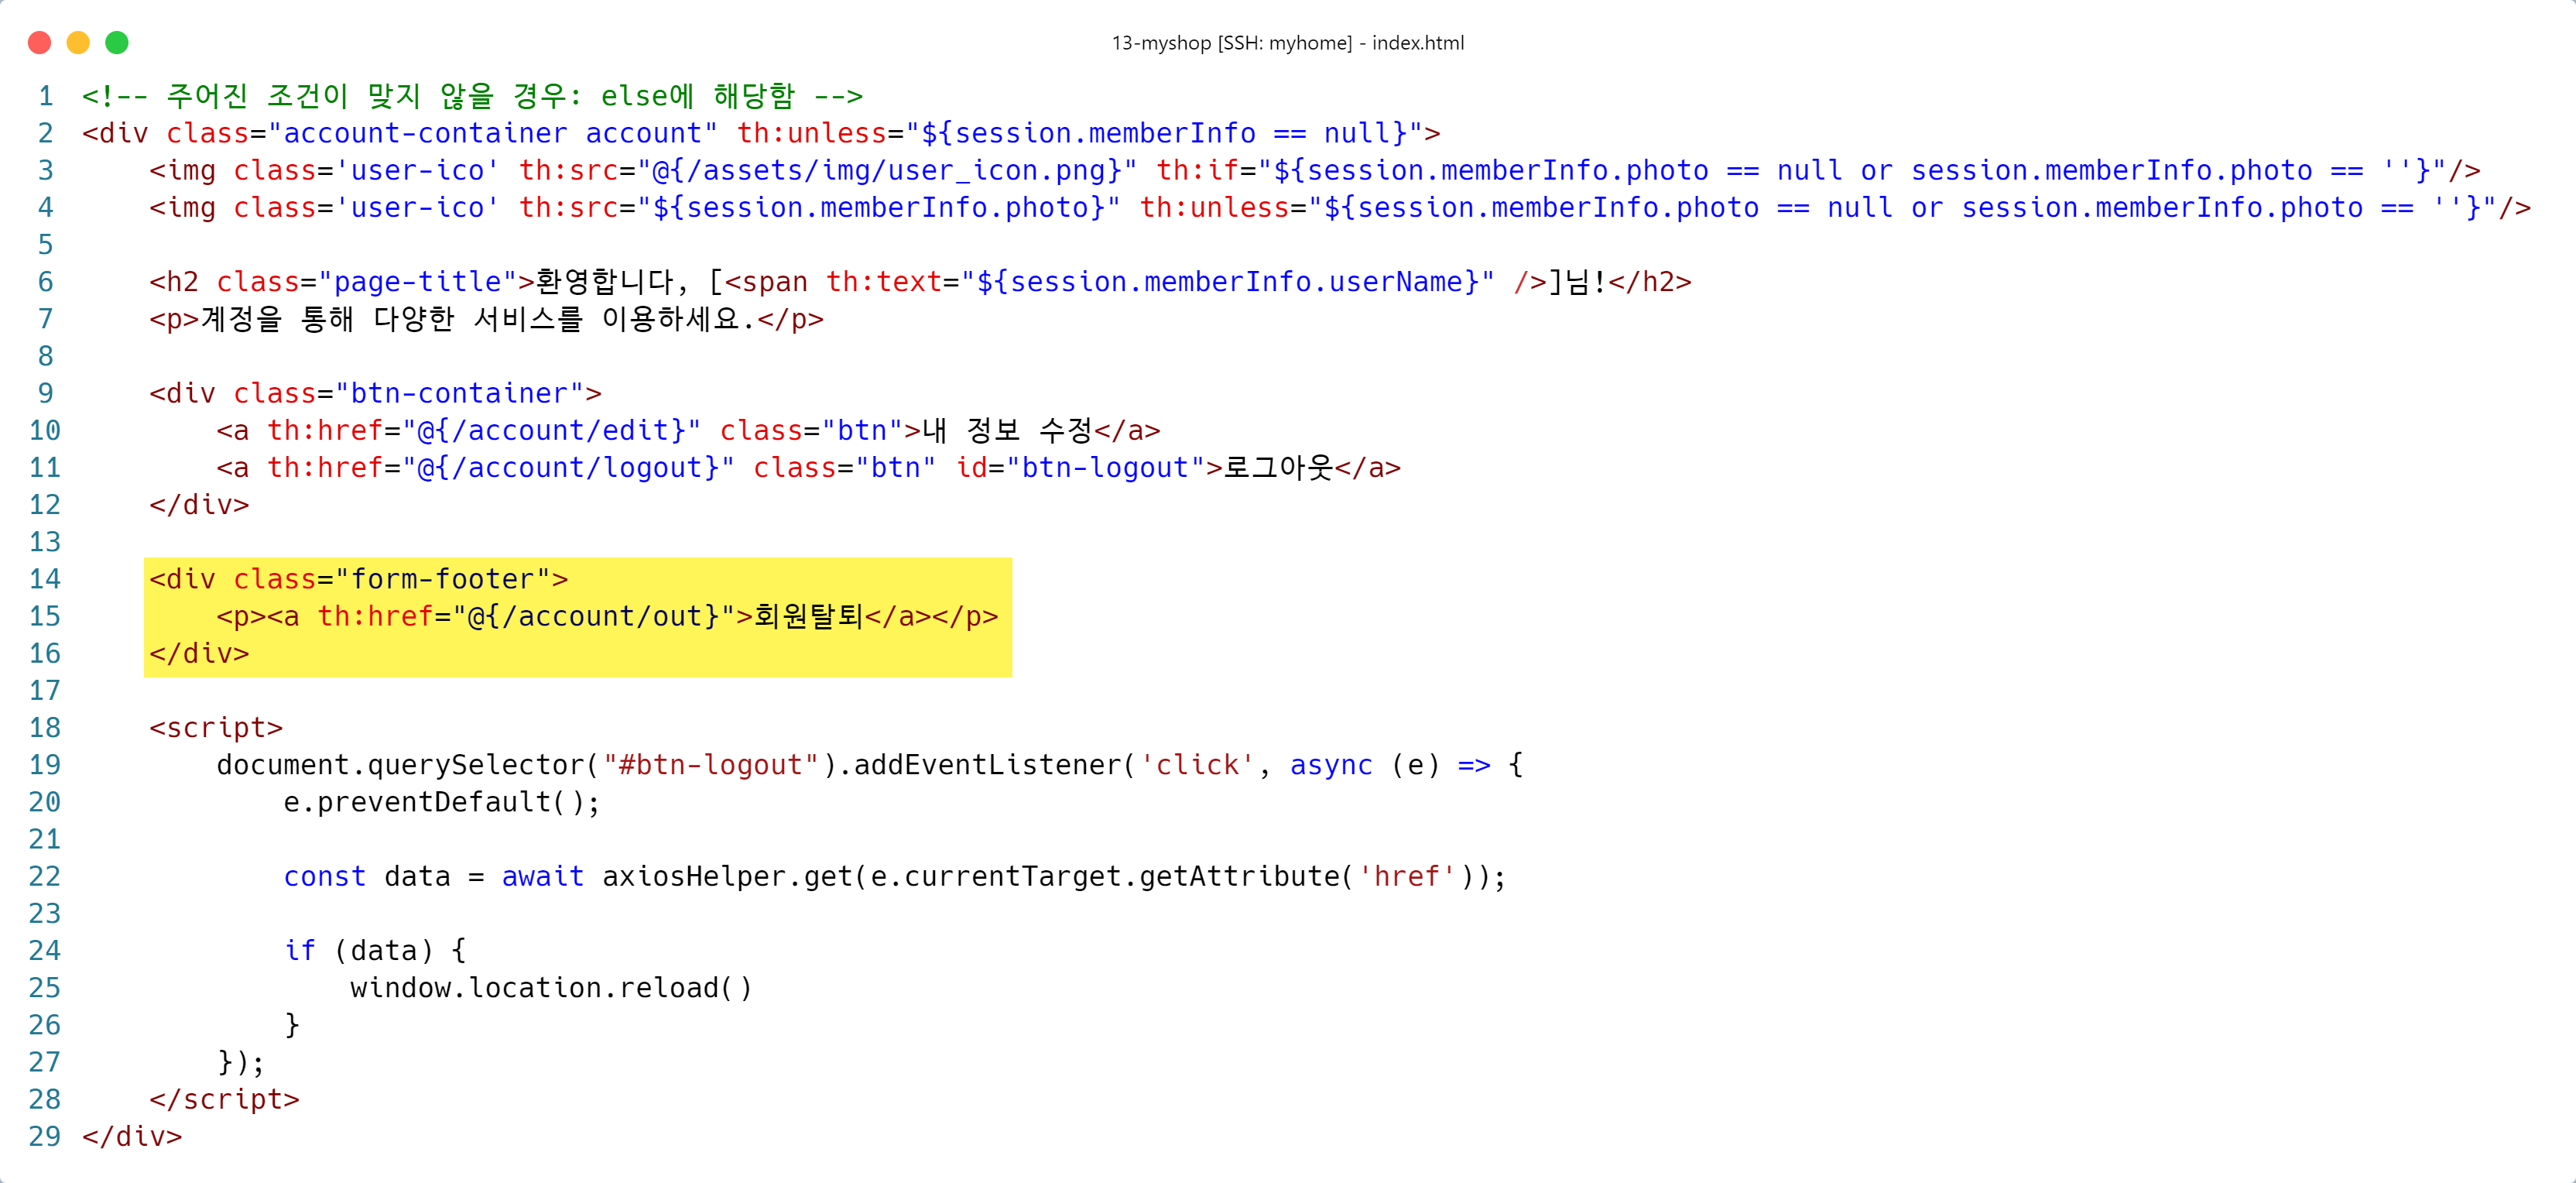 13-myshop [SSH: myhome] - index.html
1 <!-- 주어진 조건이 맞지 않을 경우: else에 해당함 -->
2 <div class="account-container account" th:unless="${session.memberInfo == null}">
3     <img class='user-ico' th:src="@{/assets/img/user_icon.png}" th:if="${session.memberInfo.photo == null or session.memberInfo.photo == ''}"/>
4     <img class='user-ico' th:src="${session.memberInfo.photo}" th:unless="${session.memberInfo.photo == null or session.memberInfo.photo == ''}"/>
5
6     <h2 class="page-title">환영합니다, [<span th:text="${session.memberInfo.userName}" />]님!</h2>
7     <p>계정을 통해 다양한 서비스를 이용하세요.</p>
8
9     <div class="btn-container">
10         <a th:href="@{/account/edit}" class="btn">내 정보 수정</a>
11         <a th:href="@{/account/logout}" class="btn" id="btn-logout">로그아웃</a>
12     </div>
13
14     <div class="form-footer">
15         <p><a th:href="@{/account/out}">회원탈퇴</a></p>
16     </div>
17
18     <script>
19         document.querySelector("#btn-logout").addEventListener('click', async (e) => {
20             e.preventDefault();
21
22             const data = await axiosHelper.get(e.currentTarget.getAttribute('href'));
23
24             if (data) {
25                 window.location.reload()
26             }
27         });
28     </script>
29 </div>